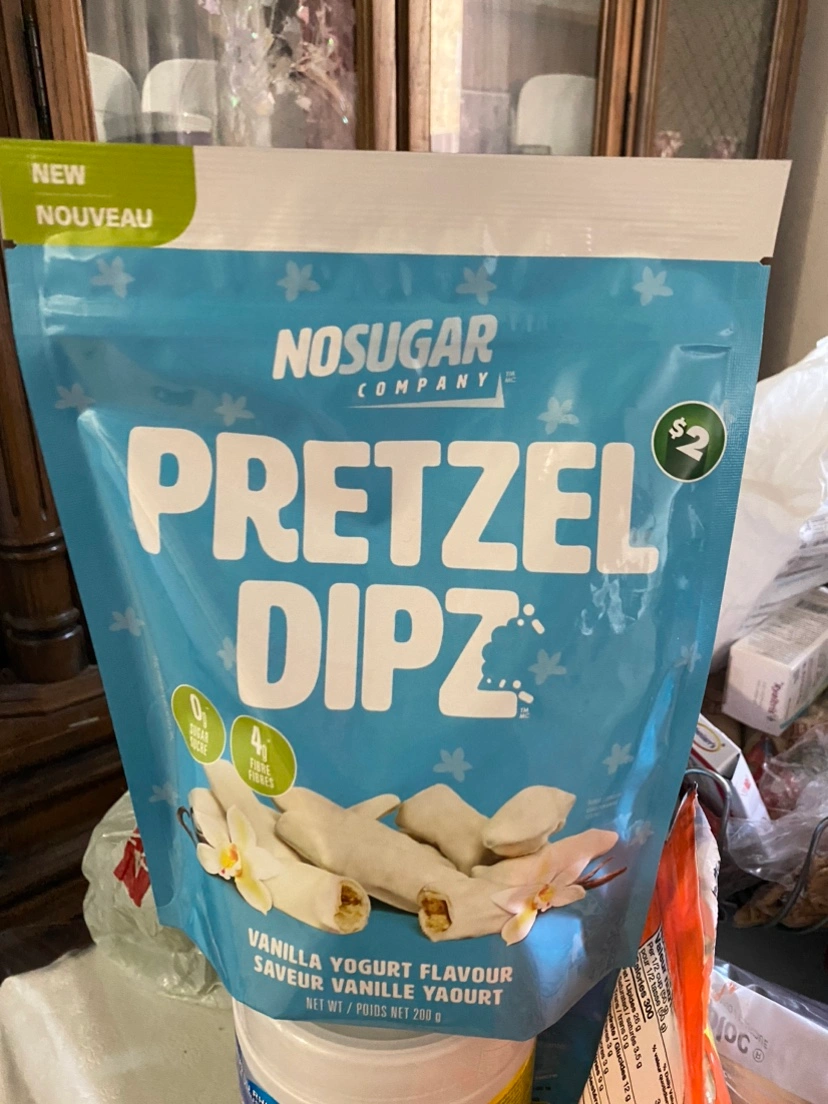 NEW
NOUVEAU
NOSUGAR
COMPANY
PRETZEL
$2
DIPZ
0g
SUGAR
SUCRE
4g
FIBRE
FIBRES
VANILLA YOGURT FLAVOUR
SAVEUR VANILLE YAOURT
NET WT / POIDS NET 200 g